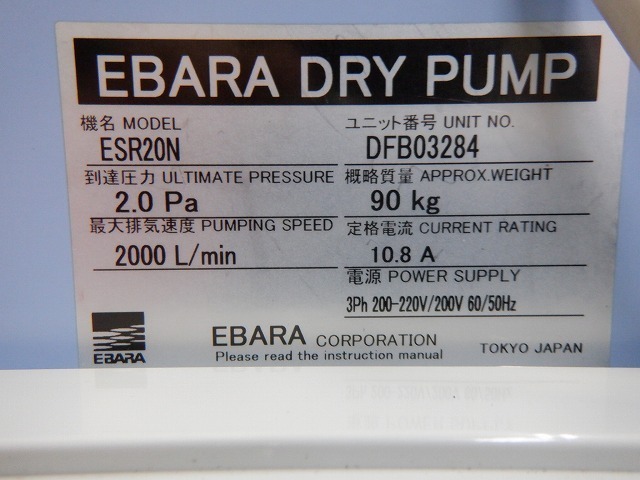 EBARA DRY PUMP
機名 MODEL
ESR20N
ユニット番号 UNIT NO.
DFB03284
到達圧力 ULTIMATE PRESSURE
2.0 Pa
概略質量 APPROX.WEIGHT
90 kg
最大排気速度 PUMPING SPEED
2000 L/min
定格電流 CURRENT RATING
10.8 A
電源 POWER SUPPLY
3Ph 200-220V/200V 60/50Hz
EBARA
EBARA CORPORATION
Please read the instruction manual
TOKYO JAPAN